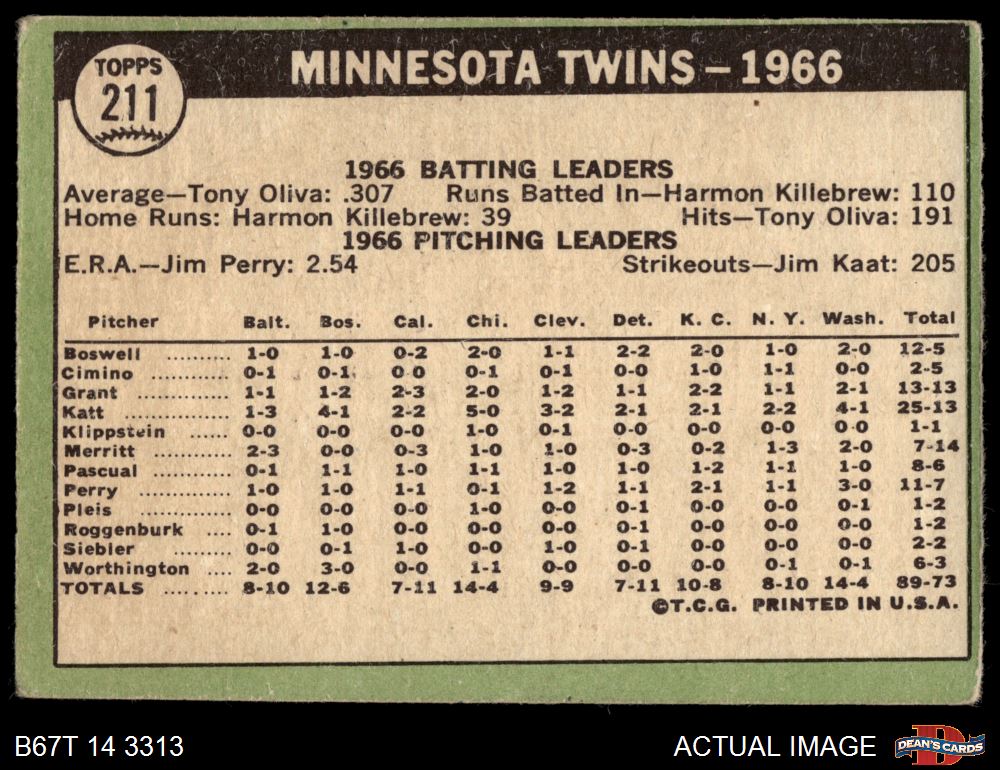 TOPPS
211
MINNESOTA TWINS – 1966
1966 BATTING LEADERS
Average—Tony Oliva: .307 Runs Batted In—Harmon Killebrew: 110
Home Runs: Harmon Killebrew: 39 Hits—Tony Oliva: 191
1966 PITCHING LEADERS
E.R.A.—Jim Perry: 2.54 Strikeouts—Jim Kaat: 205
Pitcher Balt. Bos. Cal. Chi. Clev. Det. K. C. N. Y. Wash. Total
Boswell .......... 1-0 1-0 0-2 2-0 1-1 2-2 2-0 1-0 2-0 12-5
Cimino ............ 0-1 0-1 0 0 0-1 0-1 0-0 1-0 1-1 0-0 2-5
Grant .............. 1-1 1-2 2-3 2-0 1-2 1-1 2-2 1-1 2-1 13-13
Katt ................ 1-3 4-1 2-2 5-0 3-2 2-1 2-1 2-2 4-1 25-13
Klippstein ...... 0-0 0-0 0-0 1-0 0-1 0-0 0-0 0-0 0-0 1-1
Merritt ............ 2-3 0-0 0-3 1-0 1-0 0-3 0-2 1-3 2-0 7-14
Pascual .......... 0-1 1-1 1-0 1-1 1-0 1-0 1-2 1-1 1-0 8-6
Perry .............. 1-0 1-0 1-1 0-1 1-2 1-1 2-1 1-1 3-0 11-7
Pleis .............. 0-0 0-0 0-0 1-0 0-0 0-1 0-0 0-0 0-1 1-2
Roggenburk .... 0-1 1-0 0-0 0-0 0-0 0-1 0-0 0-0 0-0 1-2
Siebler .......... 0-0 0-1 1-0 0-0 1-0 0-1 0-0 0-0 0-0 2-2
Worthington .... 2-0 3-0 0-0 1-1 0-0 0-0 0-0 0-1 0-1 6-3
TOTALS ......... 8-10 12-6 7-11 14-4 9-9 7-11 10-8 8-10 14-4 89-73
©T.C.G. PRINTED IN U.S.A.
B67T 14 3313 ACTUAL IMAGE
D
DEAN'S CARDS